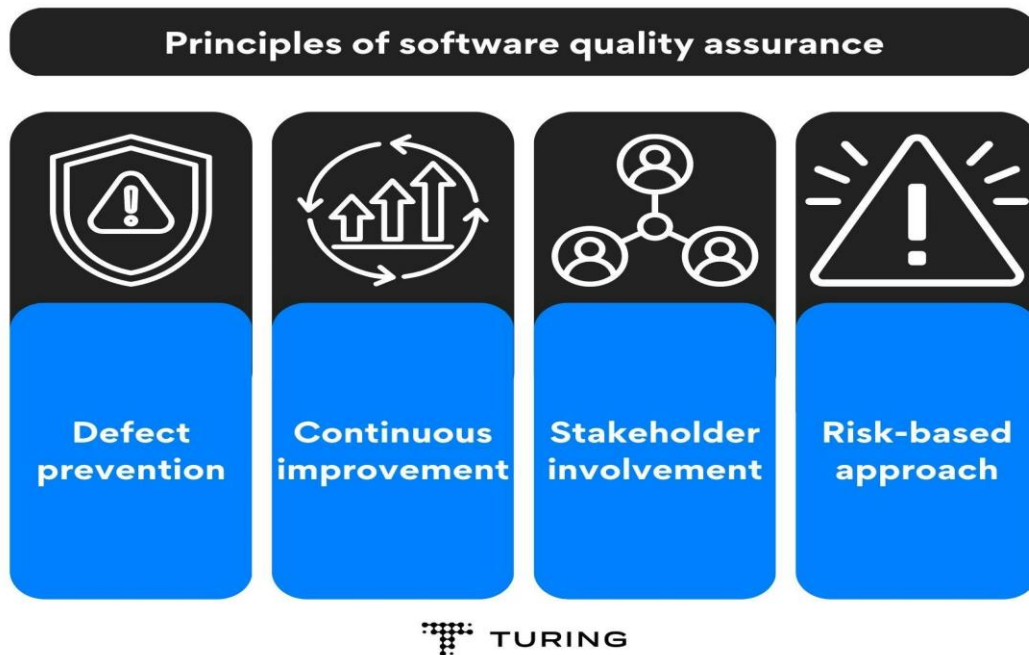 Principles of software quality assurance
Defect
prevention
Continuous
improvement
Stakeholder
involvement
Risk-based
approach
TURING